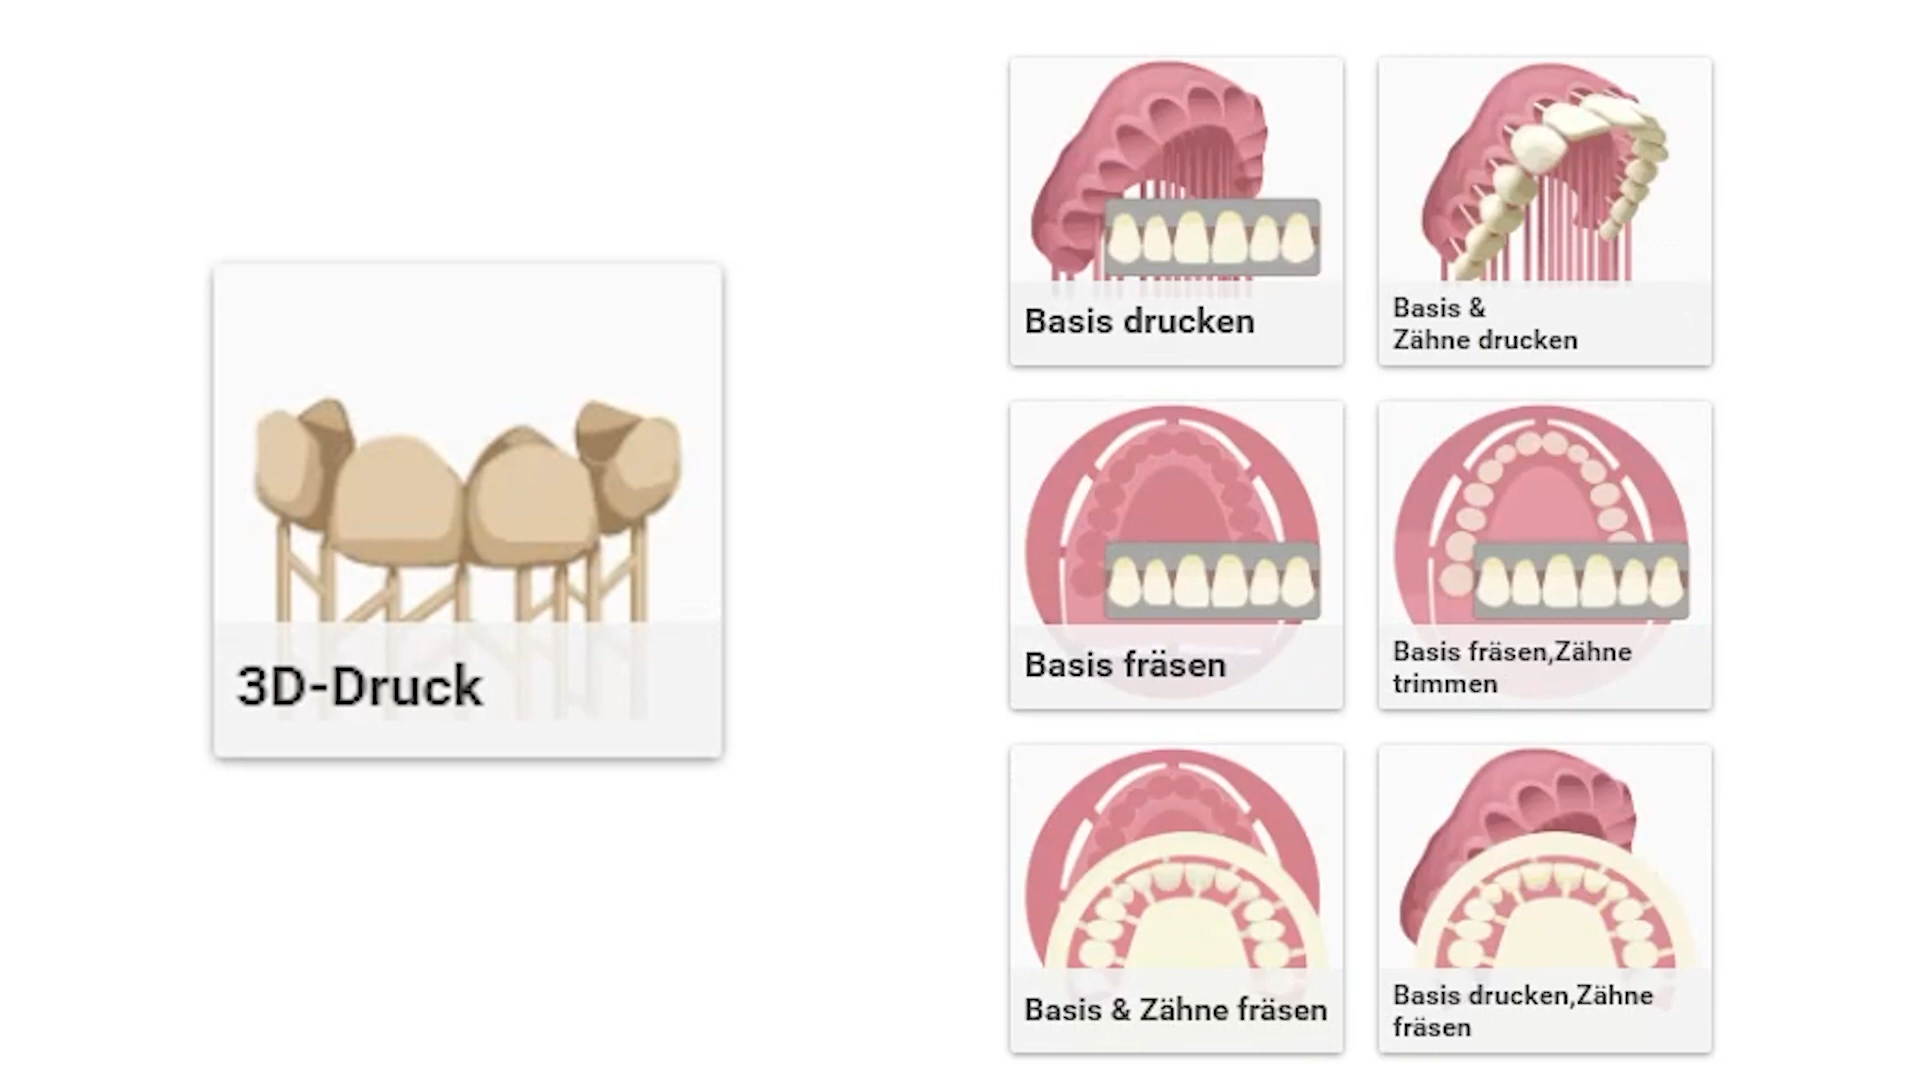 3D-Druck
Basis drucken
Basis &
Zähne drucken
Basis fräsen
Basis fräsen,Zähne
trimmen
Basis & Zähne fräsen
Basis drucken,Zähne
fräsen